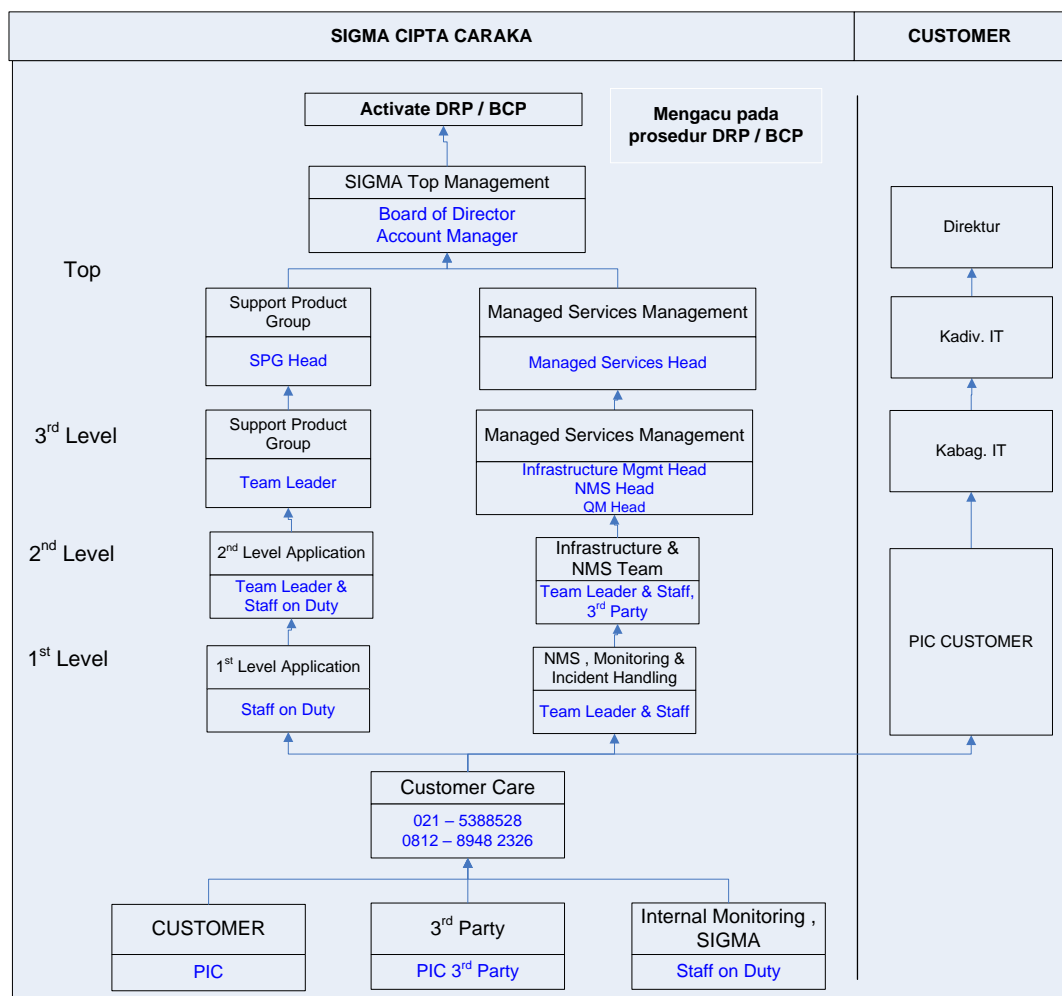 SIGMA CIPTA CARAKA
CUSTOMER
Activate DRP / BCP
Mengacu pada
prosedur DRP / BCP
SIGMA Top Management
Board of Director
Account Manager
Direktur
Top
Support Product
Group
SPG Head
Managed Services Management
Managed Services Head
Kadiv. IT
3rd Level
Support Product
Group
Team Leader
Managed Services Management
Infrastructure Mgmt Head
NMS Head
QM Head
Kabag. IT
2nd Level
2nd Level Application
Team Leader &
Staff on Duty
Infrastructure &
NMS Team
Team Leader & Staff,
3rd Party
PIC CUSTOMER
1st Level
1st Level Application
Staff on Duty
NMS , Monitoring &
Incident Handling
Team Leader & Staff
Customer Care
021 – 5388528
0812 – 8948 2326
CUSTOMER
PIC
3rd Party
PIC 3rd Party
Internal Monitoring ,
SIGMA
Staff on Duty